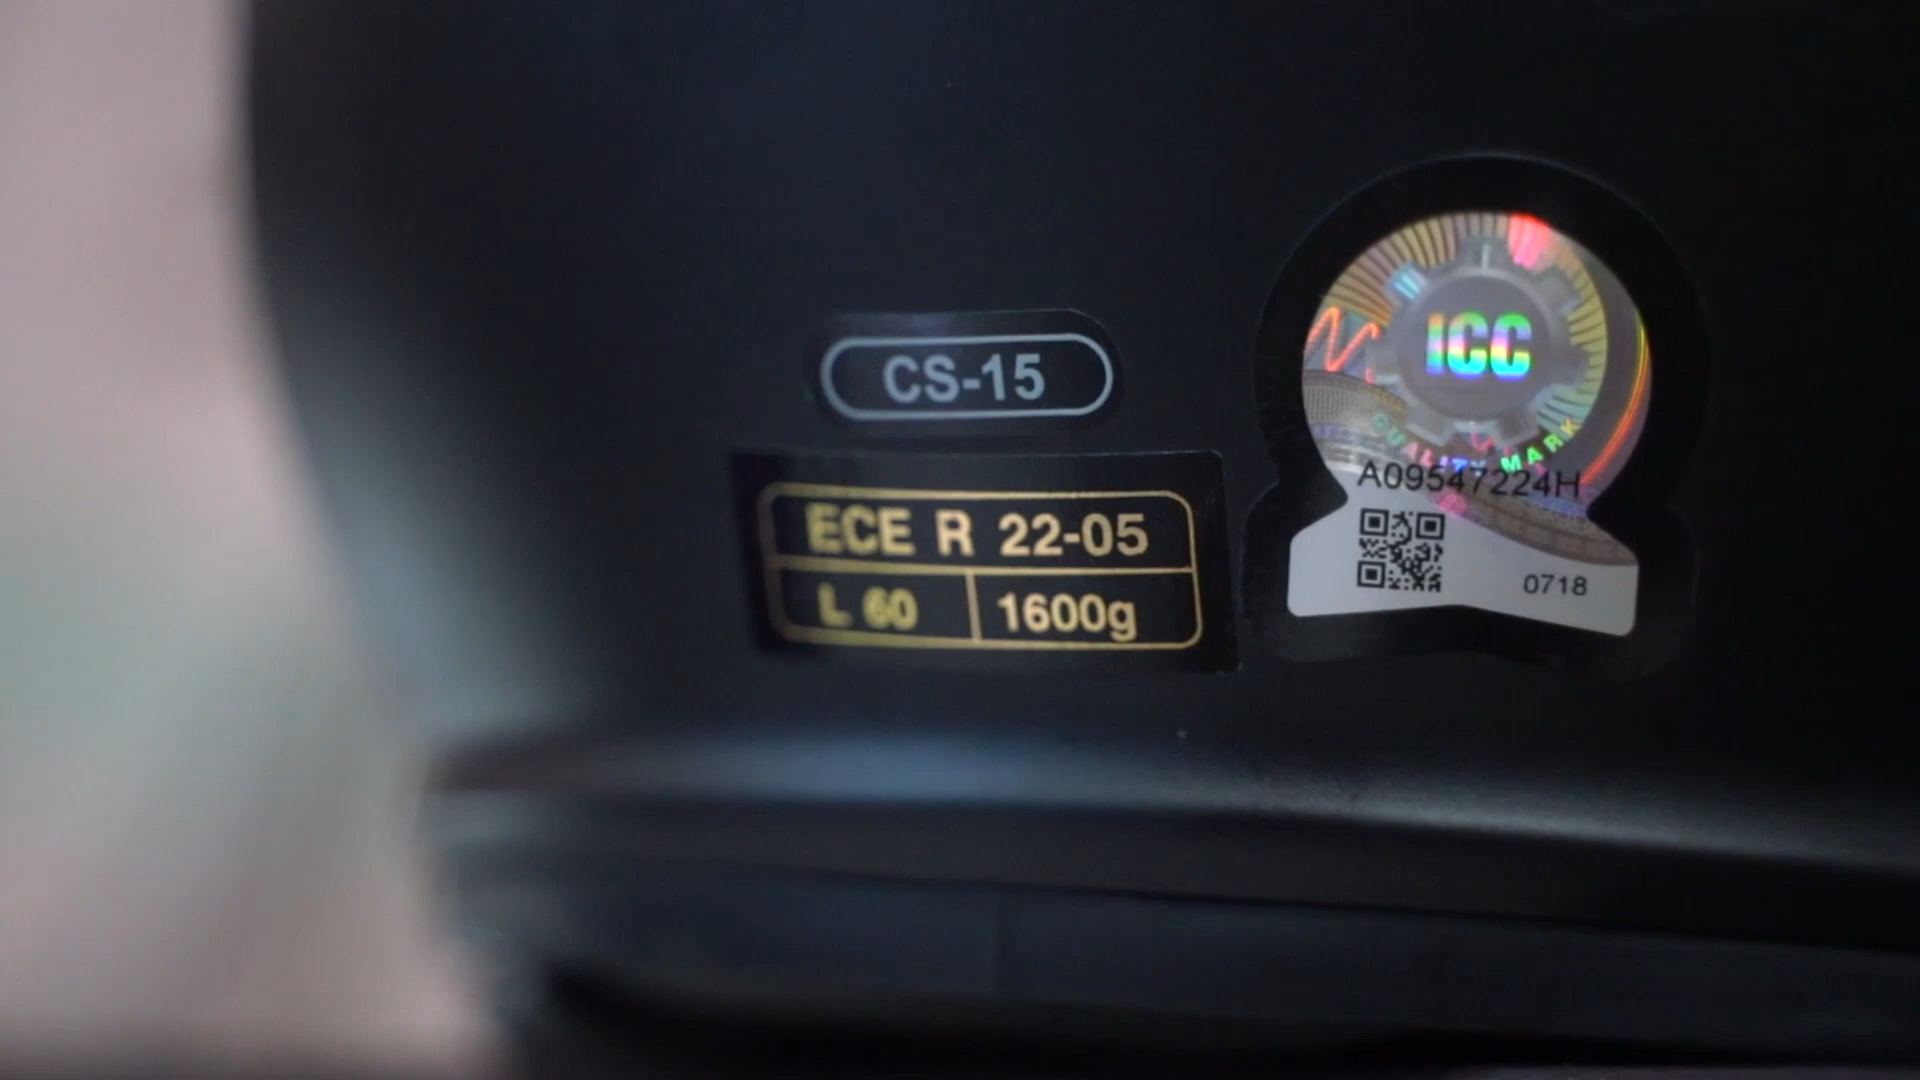 CS-15
ECE R 22-05
L 60
1600g
ICC
QUALITY MARK
A09547224H
0718